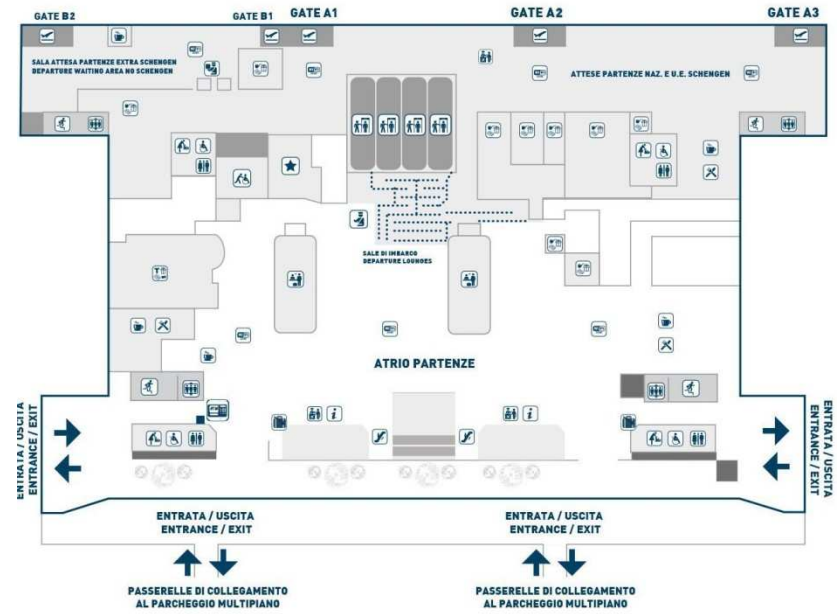 GATE B2
GATE B1
GATE A1
GATE A2
GATE A3
SALA ATTESA PARTENZE EXTRA SCHENGEN
DEPARTURE WAITING AREA NO SCHENGEN
ATTESE PARTENZE NAZ. E U.E. SCHENGEN
SALE DI IMBARCO
DEPARTURE LOUNGES
ATRIO PARTENZE
ENTRATA / USCITA
ENTRANCE / EXIT
ENTRATA / USCITA
ENTRANCE / EXIT
ENTRATA / USCITA
ENTRANCE / EXIT
ENTRATA / USCITA
ENTRANCE / EXIT
PASSERELLE DI COLLEGAMENTO
AL PARCHEGGIO MULTIPIANO
PASSERELLE DI COLLEGAMENTO
AL PARCHEGGIO MULTIPIANO